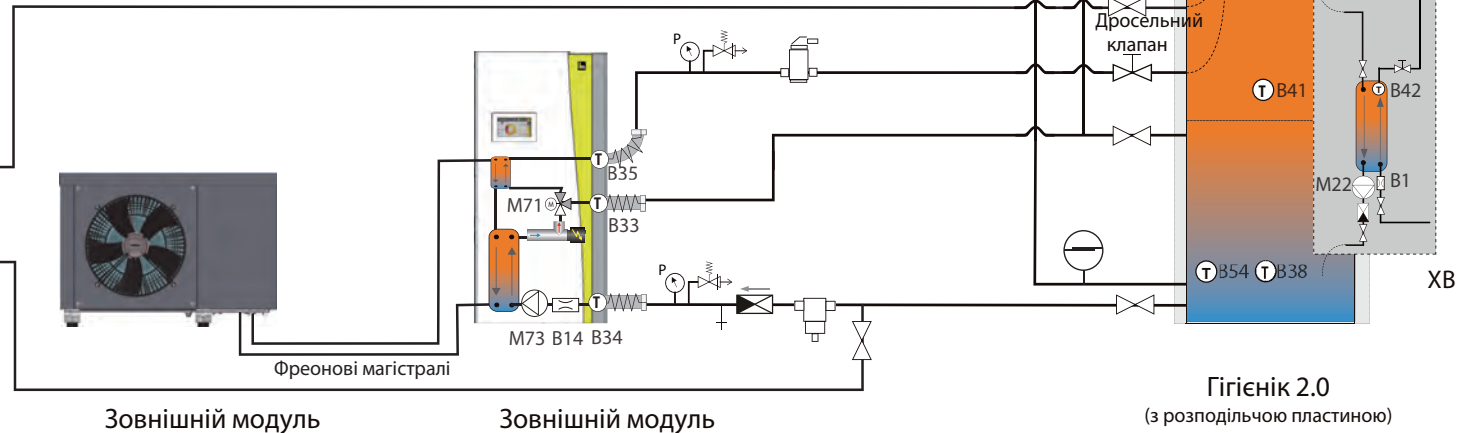 Дросельний
клапан
P
T B41
T B42
B35
M71 M
T
T
B33
M22
B1
P
T B54 T B38
ХВ
T
M73 B14 B34
Фреонові магістралі
Зовнішній модуль
Зовнішній модуль
Гігієнік 2.0
(з розподільчою пластиною)